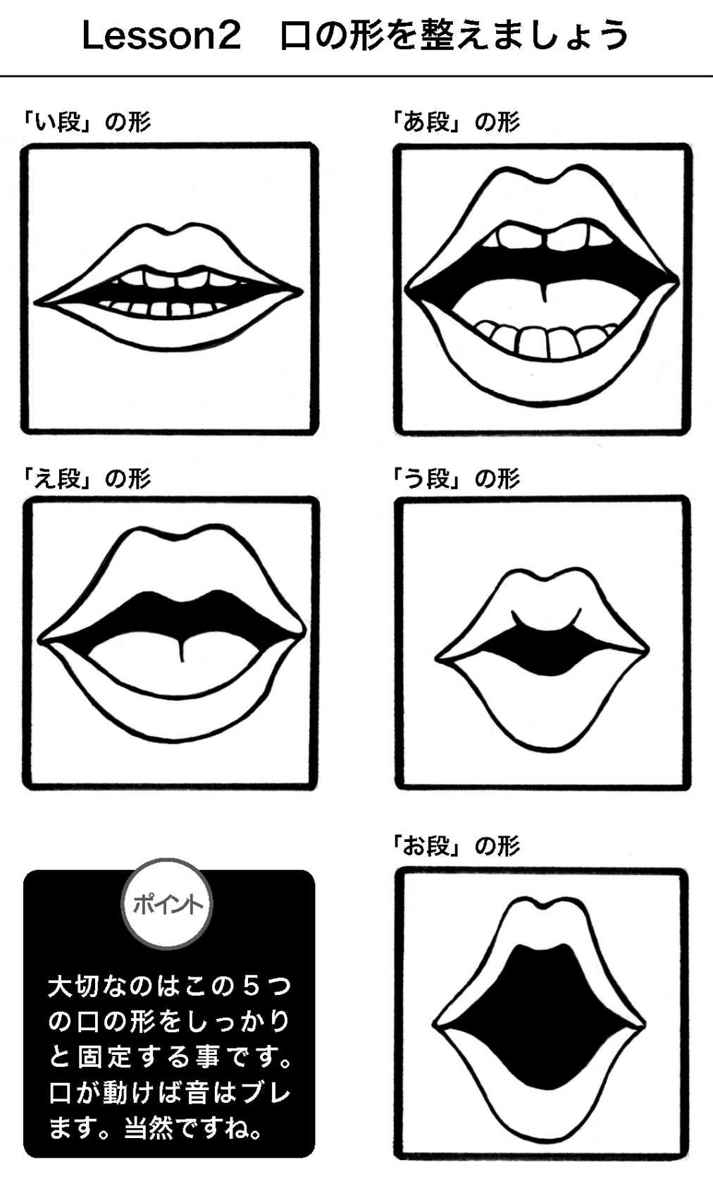 Lesson2　口の形を整えましょう
「い段」の形
「あ段」の形
「え段」の形
「う段」の形
「お段」の形
ポイント
大切なのはこの５つ
の口の形をしっかり
と固定する事です。
口が動けば音はブレ
ます。当然ですね。